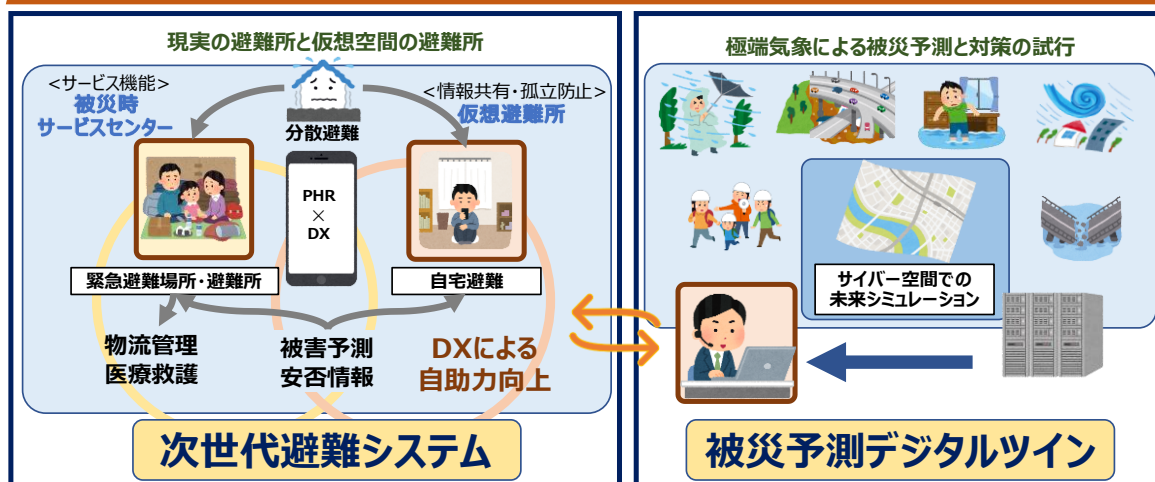 現実の避難所と仮想空間の避難所
<サービス機能>
被災時
サービスセンター
<情報共有・孤立防止>
仮想避難所
分散避難
PHR
×
DX
緊急避難場所・避難所
自宅避難
物流管理
医療救護
被害予測
安否情報
DXによる
自助力向上
次世代避難システム
極端気象による被災予測と対策の試行
サイバー空間での
未来シミュレーション
被災予測デジタルツイン